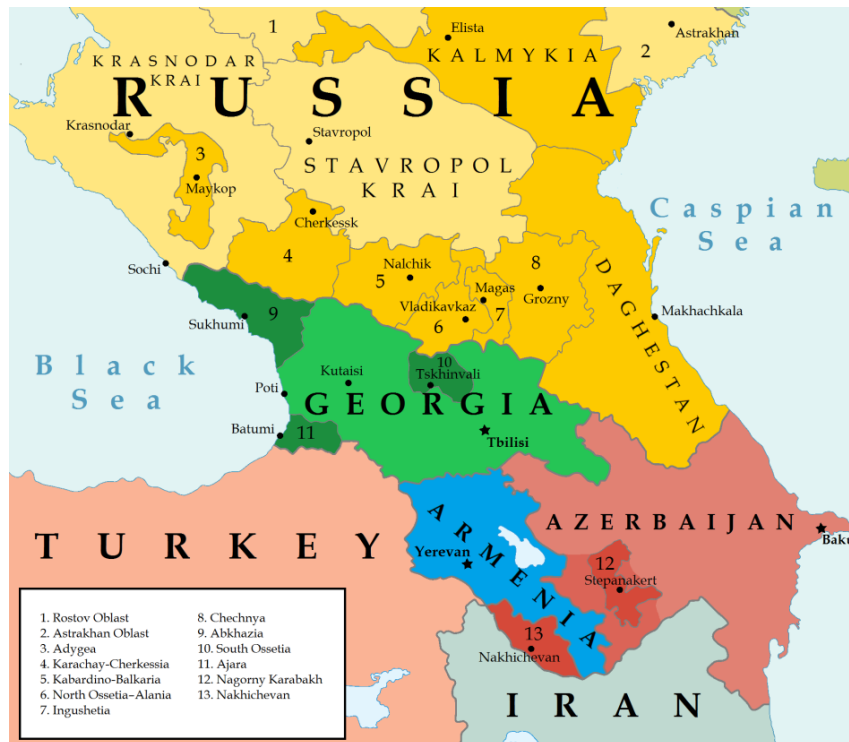 1
Elista
Astrakhan
2
KRASNODAR
KRAI
KALMYKIA
RUSSIA
Krasnodar
Stavropol
3
Maykop
STAVROPOL
KRAI
Cherkessk
Caspian
Sea
4
Sochi
Nalchik
5
8
Magas
Grozny
Vladikavkaz
7
6
DAGHESTAN
Makhachkala
9
Sukhumi
Black
Sea
10
Tskhinvali
Kutaisi
Poti
GEORGIA
Batumi
11
Tbilisi
TURKEY
ARMENIA
Yerevan
AZERBAIJAN
Baku
12
Stepanakert
13
Nakhichevan
IRAN
1. Rostov Oblast
2. Astrakhan Oblast
3. Adygea
4. Karachay-Cherkessia
5. Kabardino-Balkaria
6. North Ossetia–Alania
7. Ingushetia
8. Chechnya
9. Abkhazia
10. South Ossetia
11. Ajara
12. Nagorny Karabakh
13. Nakhichevan